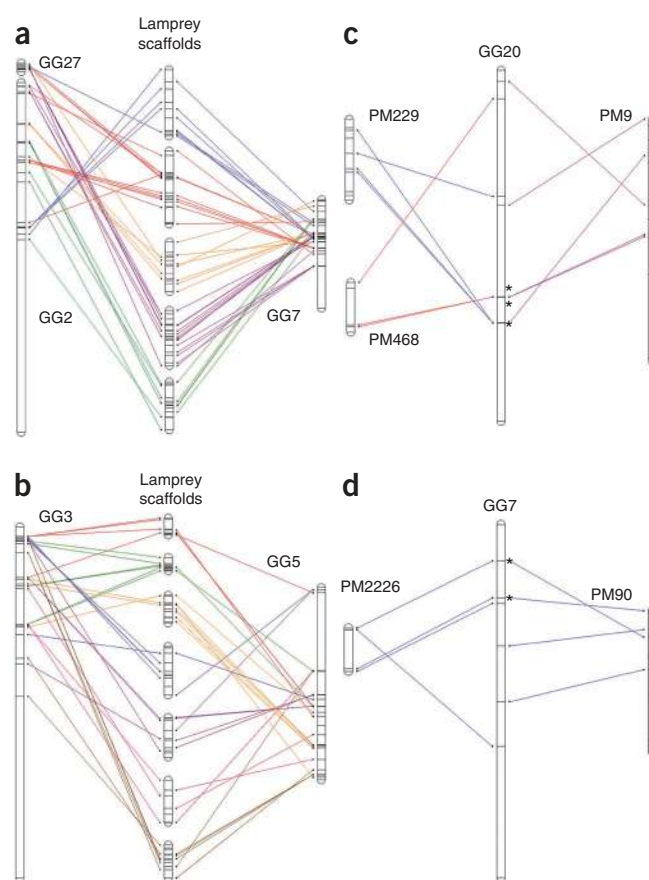 a
Lamprey
scaffolds
GG27
GG2
GG7
c
GG20
PM229
PM9
*
*
*
PM468
b
Lamprey
scaffolds
GG3
GG5
d
GG7
PM2226
*
*
PM90